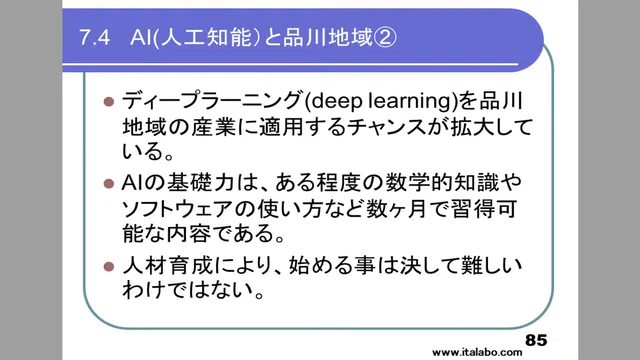 7.4　AI(人工知能）と品川地域②
ディープラーニング(deep learning)を品川
地域の産業に適用するチャンスが拡大して
いる。
AIの基礎力は、ある程度の数学的知識や
ソフトウェアの使い方など数ヶ月で習得可
能な内容である。
人材育成により、始める事は決して難しい
わけではない。
85
www.italabo.com